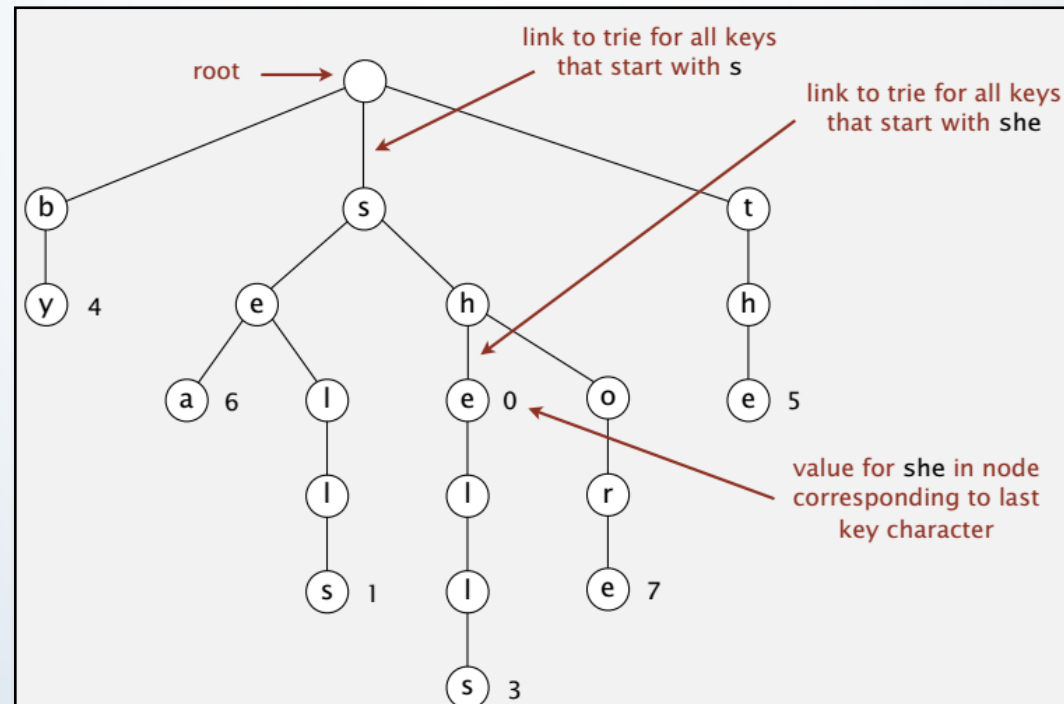 link to trie for all keys
that start with s
root
link to trie for all keys
that start with she
b
s
t
y 4
e
h
h
a 6
l
e 0
o
e 5
l
l
r
value for she in node
corresponding to last
key character
s 1
l
e 7
s 3